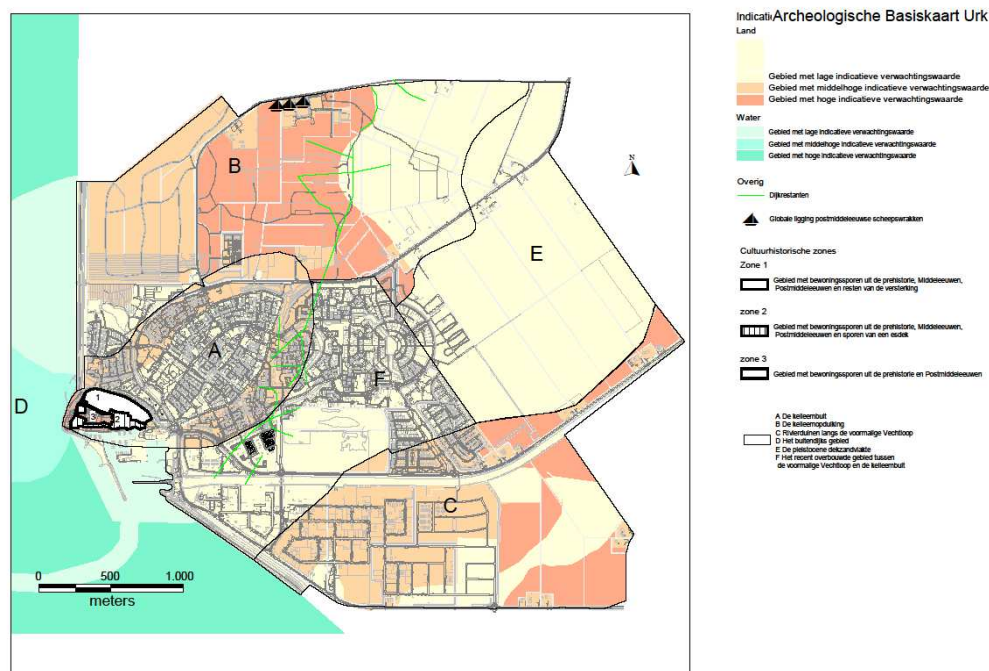 Archeologische Basiskaart Urk
Land
Gebied met lage indicatieve verwachtingswaarde
Gebied met middelhoge indicatieve verwachtingswaarde
Gebied met hoge indicatieve verwachtingswaarde
Water
Gebied met lage indicatieve verwachtingswaarde
Gebied met middelhoge indicatieve verwachtingswaarde
Gebied met hoge indicatieve verwachtingswaarde
Overig
Dijkrestanten
Globale ligging postmiddeleeuwse scheepswrakken
Cultuurhistorische zones
Zone 1
Gebied met bewoningssporen uit de prehistorie, Middeleeuwen,
Postmiddeleeuwen en resten van de versterking
zone 2
Gebied met bewoningssporen uit de prehistorie, Middeleeuwen,
Postmiddeleeuwen en sporen van een esdek
zone 3
Gebied met bewoningssporen uit de prehistorie en Postmiddeleeuwen
A De keileembult
B De keileemopduiking
C Rivierduinen langs de voormalige Vechtloop
D Het buitendijks gebied
E De pleistocene dekzandvlakte
F Het recent overbouwde gebied tussen
de voormalige Vechtloop en de keileembult
N
B
E
A
F
D
1
3
2
C
0 500 1.000
meters